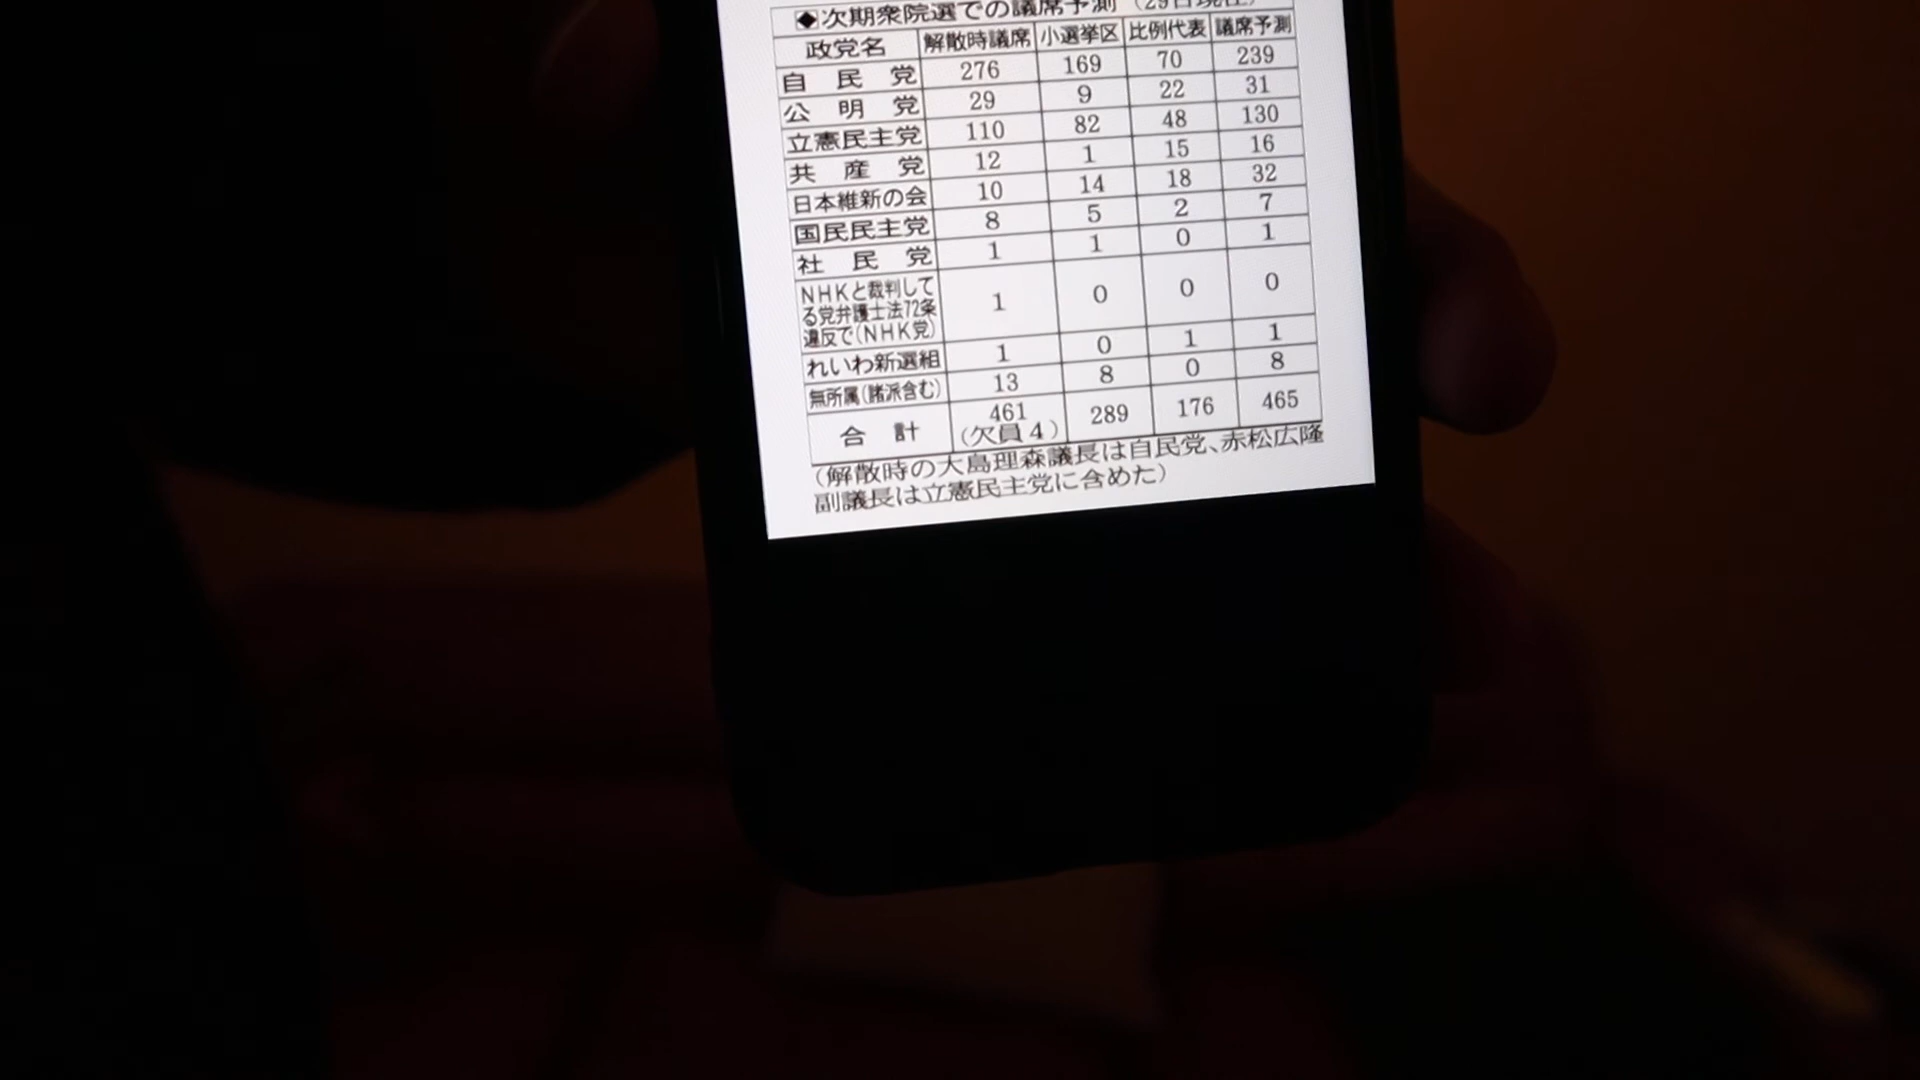 ◆次期衆院選での議席予測(29日現在)
政党名 解散時議席 小選挙区 比例代表 議席予測
自民党 276 169 70 239
公明党 29 9 22 31
立憲民主党 110 82 48 130
共産党 12 1 15 16
日本維新の会 10 14 18 32
国民民主党 8 5 2 7
社民党 1 1 0 1
NHKと裁判して
る党弁護士法72条
違反で(NHK党) 1 0 0 0
れいわ新選組 1 0 1 1
無所属(諸派含む) 13 8 0 8
合計 461 289 176 465
(欠員4)
(解散時の大島理森議長は自民党、赤松広隆
副議長は立憲民主党に含めた)